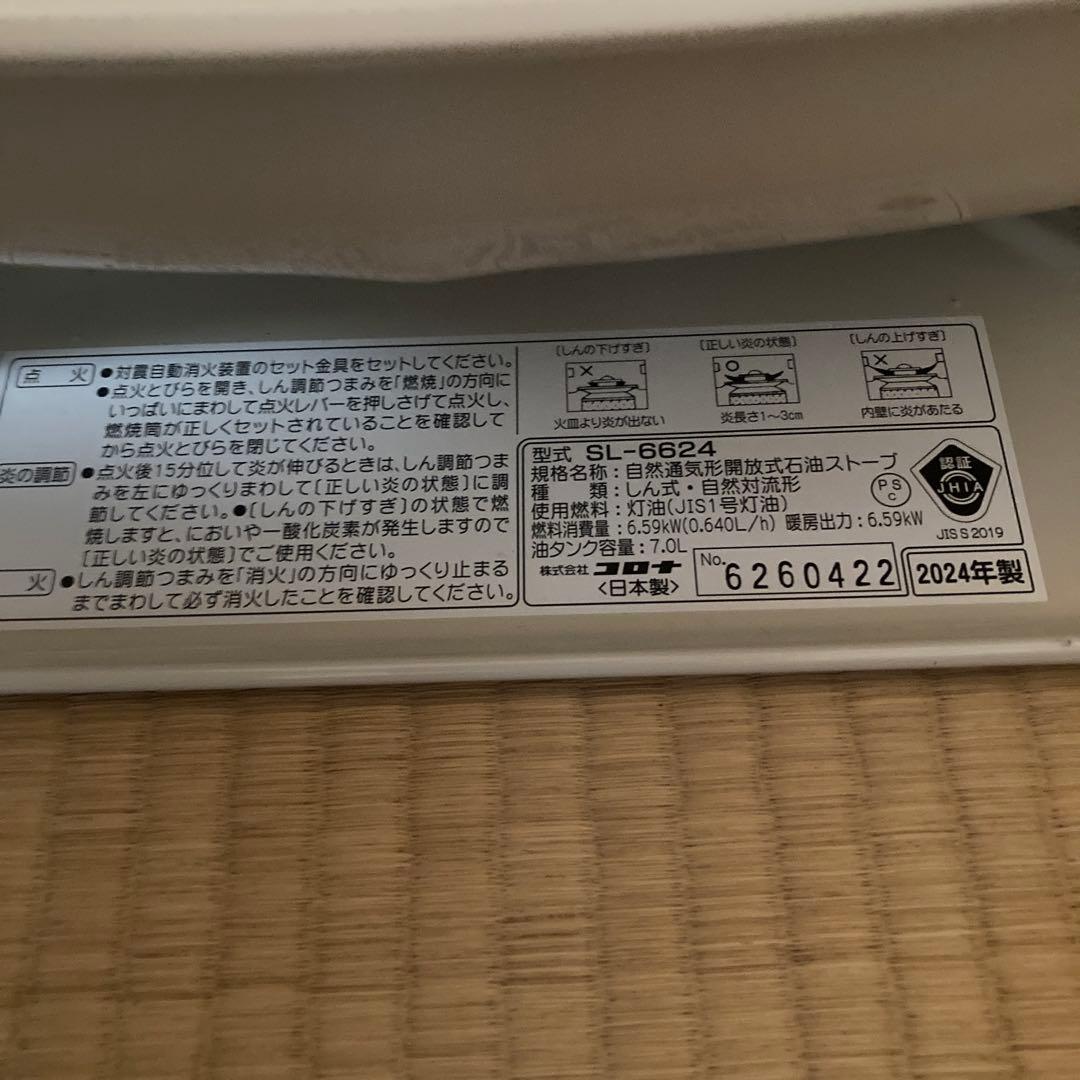 点 火
●対震自動消火装置のセット金具をセットしてください。
●点火とびらを開き、しん調節つまみを「燃焼」の方向に
いっぱいにまわして点火レバーを押しさげて点火し、
燃焼筒が正しくセットされていることを確認して
から点火とびらを閉じてください。
炎の調節
●点火後15分位して炎が伸びるときは、しん調節つま
みを左にゆっくりまわして〔正しい炎の状態〕に調
節してください。●〔しんの下げすぎ〕の状態で燃
焼しますと、においや一酸化炭素が発生しますので
〔正しい炎の状態〕でご使用ください。
火
●しん調節つまみを「消火」の方向にゆっくり止まる
までまわして必ず消火したことを確認してください。
〔しんの下げすぎ〕
火皿より炎が出ない
〔正しい炎の状態〕
炎長さ1〜3cm
〔しんの上げすぎ〕
内壁に炎があたる
型式 SL-6624
規格名称：自然通気形開放式石油ストーブ
種 類：しん式・自然対流形
使用燃料：灯油(JIS1号灯油)
燃料消費量：6.59kW(0.640L/h) 暖房出力：6.59kW
油タンク容量：7.0L
株式会社 コロナ
〈日本製〉
No. 6260422
2024年製
PS
C
認証
JHIA
JIS S 2019